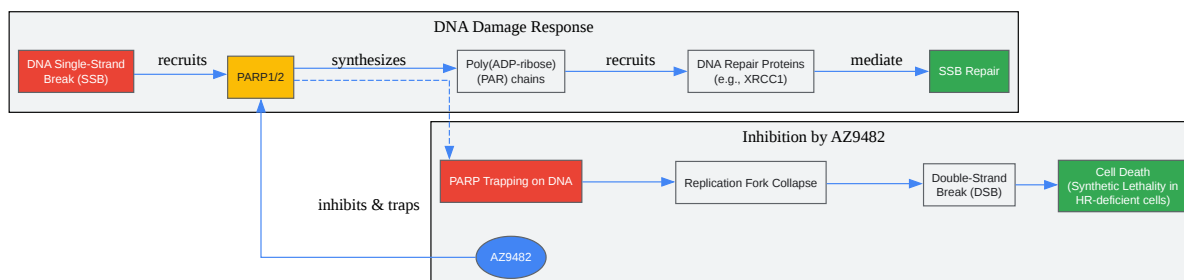 DNA Damage Response
DNA Single-Strand
Break (SSB)
recruits
PARP1/2
synthesizes
Poly(ADP-ribose)
(PAR) chains
recruits
DNA Repair Proteins
(e.g., XRCC1)
mediate
SSB Repair
Inhibition by AZ9482
PARP Trapping on DNA
Replication Fork Collapse
Double-Strand
Break (DSB)
Cell Death
(Synthetic Lethality in
HR-deficient cells)
inhibits & traps
AZ9482